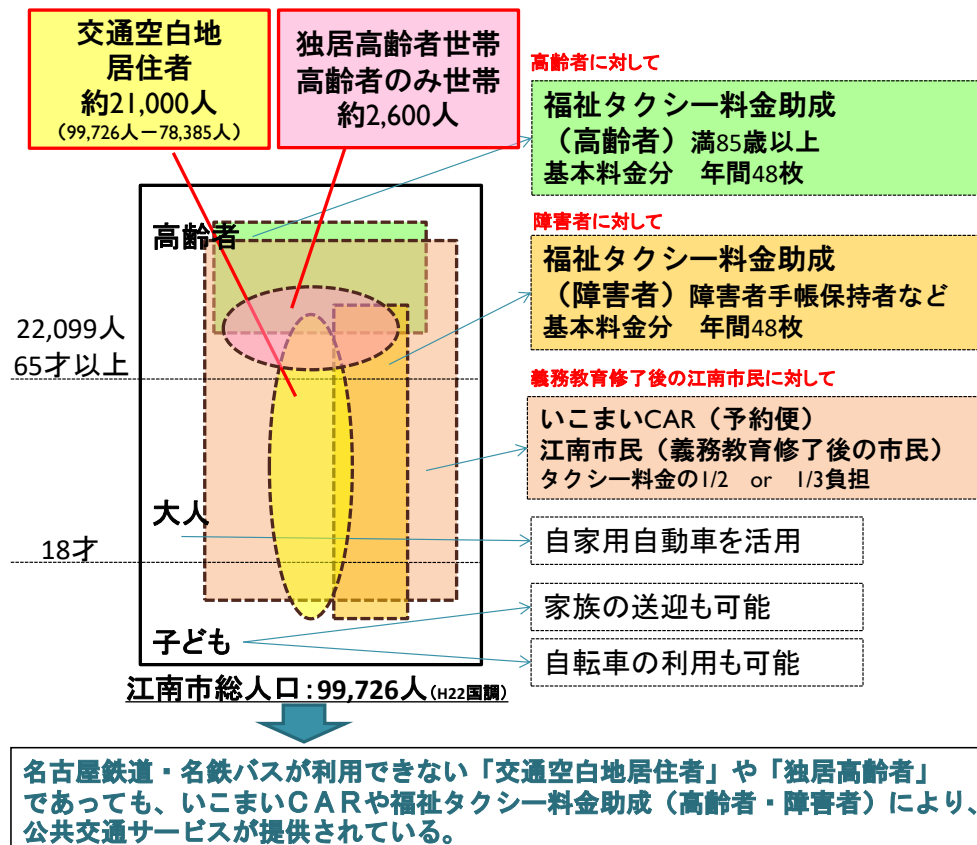 交通空白地
居住者
約21,000人
(99,726人－78,385人)
独居高齢者世帯
高齢者のみ世帯
約2,600人
高齢者に対して
福祉タクシー料金助成
(高齢者) 満85歳以上
基本料金分　年間48枚
障害者に対して
福祉タクシー料金助成
(障害者) 障害者手帳保持者など
基本料金分　年間48枚
義務教育修了後の江南市民に対して
いこまいCAR（予約便）
江南市民（義務教育修了後の市民）
タクシー料金の1/2　or　1/3負担
高齢者
22,099人
65才以上
大人
自家用自動車を活用
18才
家族の送迎も可能
子ども
自転車の利用も可能
江南市総人口：99,726人(H22国調)
名古屋鉄道・名鉄バスが利用できない「交通空白地居住者」や「独居高齢者」
であっても、いこまいＣＡＲや福祉タクシー料金助成（高齢者・障害者）により、
公共交通サービスが提供されている。